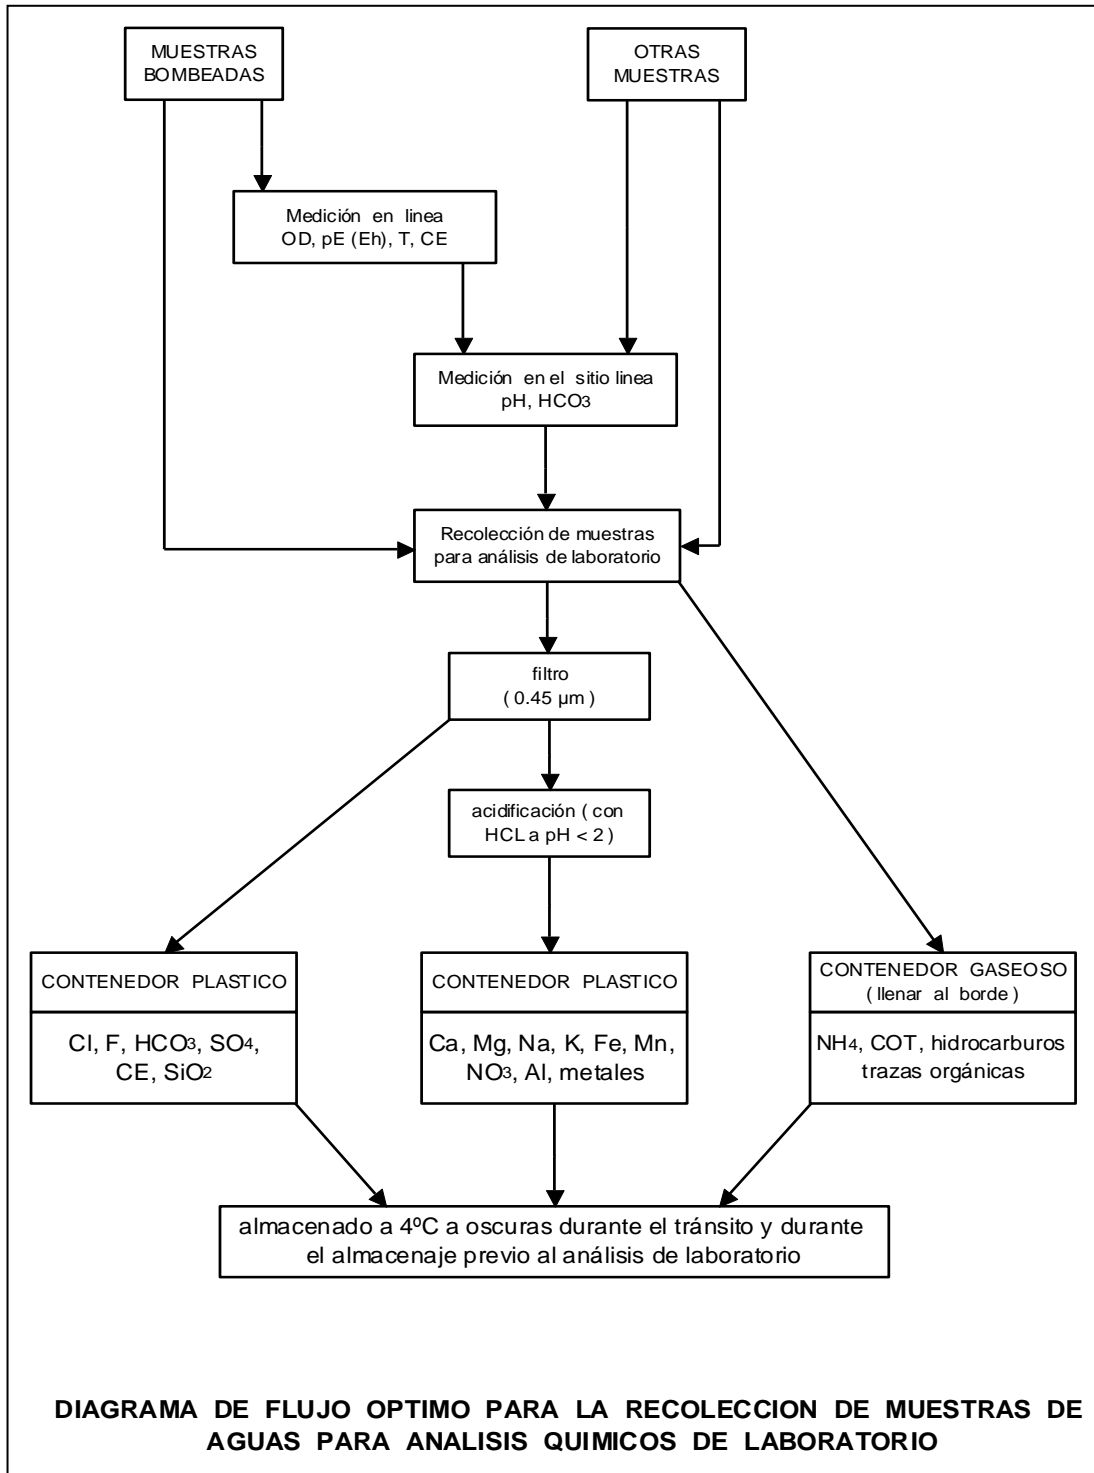 MUESTRAS
BOMBEADAS
OTRAS
MUESTRAS
Medición en linea
OD, pE (Eh), T, CE
Medición en el sitio linea
pH, HCO3
Recolección de muestras
para análisis de laboratorio
filtro
( 0.45 µm )
acidificación ( con
HCL a pH < 2 )
CONTENEDOR PLASTICO
Cl, F, HCO3, SO4,
CE, SiO2
CONTENEDOR PLASTICO
Ca, Mg, Na, K, Fe, Mn,
NO3, Al, metales
CONTENEDOR GASEOSO
( llenar al borde )
NH4, COT, hidrocarburos
trazas orgánicas
almacenado a 4ºC a oscuras durante el tránsito y durante
el almacenaje previo al análisis de laboratorio
DIAGRAMA DE FLUJO OPTIMO PARA LA RECOLECCION DE MUESTRAS DE
AGUAS PARA ANALISIS QUIMICOS DE LABORATORIO